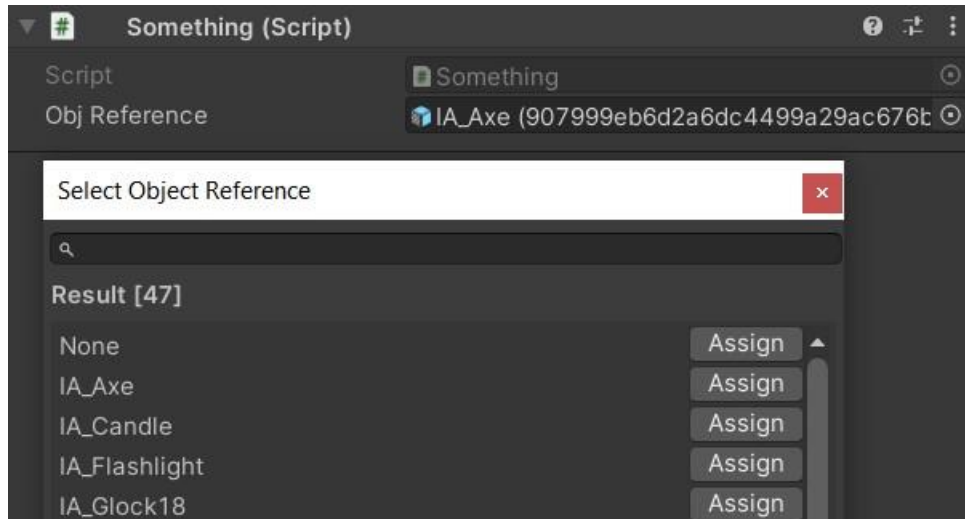 # Something (Script)
Script # Something
Obj Reference IA_Axe (907999eb6d2a6dc4499a29ac676b
Select Object Reference
Result [47]
None Assign
IA_Axe Assign
IA_Candle Assign
IA_Flashlight Assign
IA_Glock18 Assign